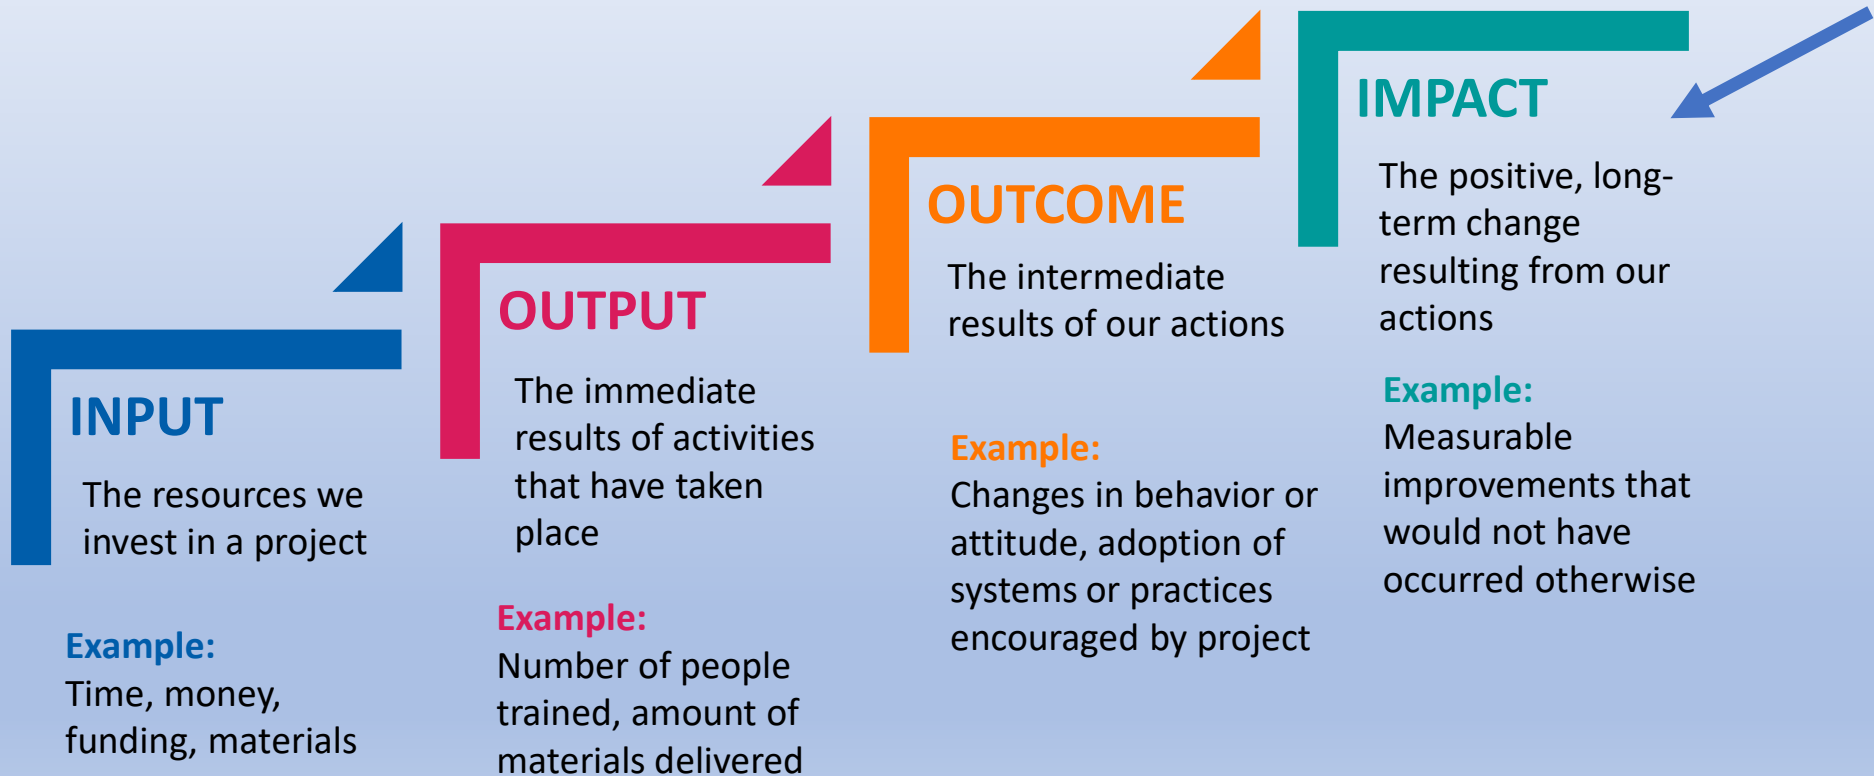 INPUT
The resources we
invest in a project
Example:
Time, money,
funding, materials
OUTPUT
The immediate
results of activities
that have taken
place
Example:
Number of people
trained, amount of
materials delivered
OUTCOME
The intermediate
results of our actions
Example:
Changes in behavior or
attitude, adoption of
systems or practices
encouraged by project
IMPACT
The positive, long-
term change
resulting from our
actions
Example:
Measurable
improvements that
would not have
occurred otherwise